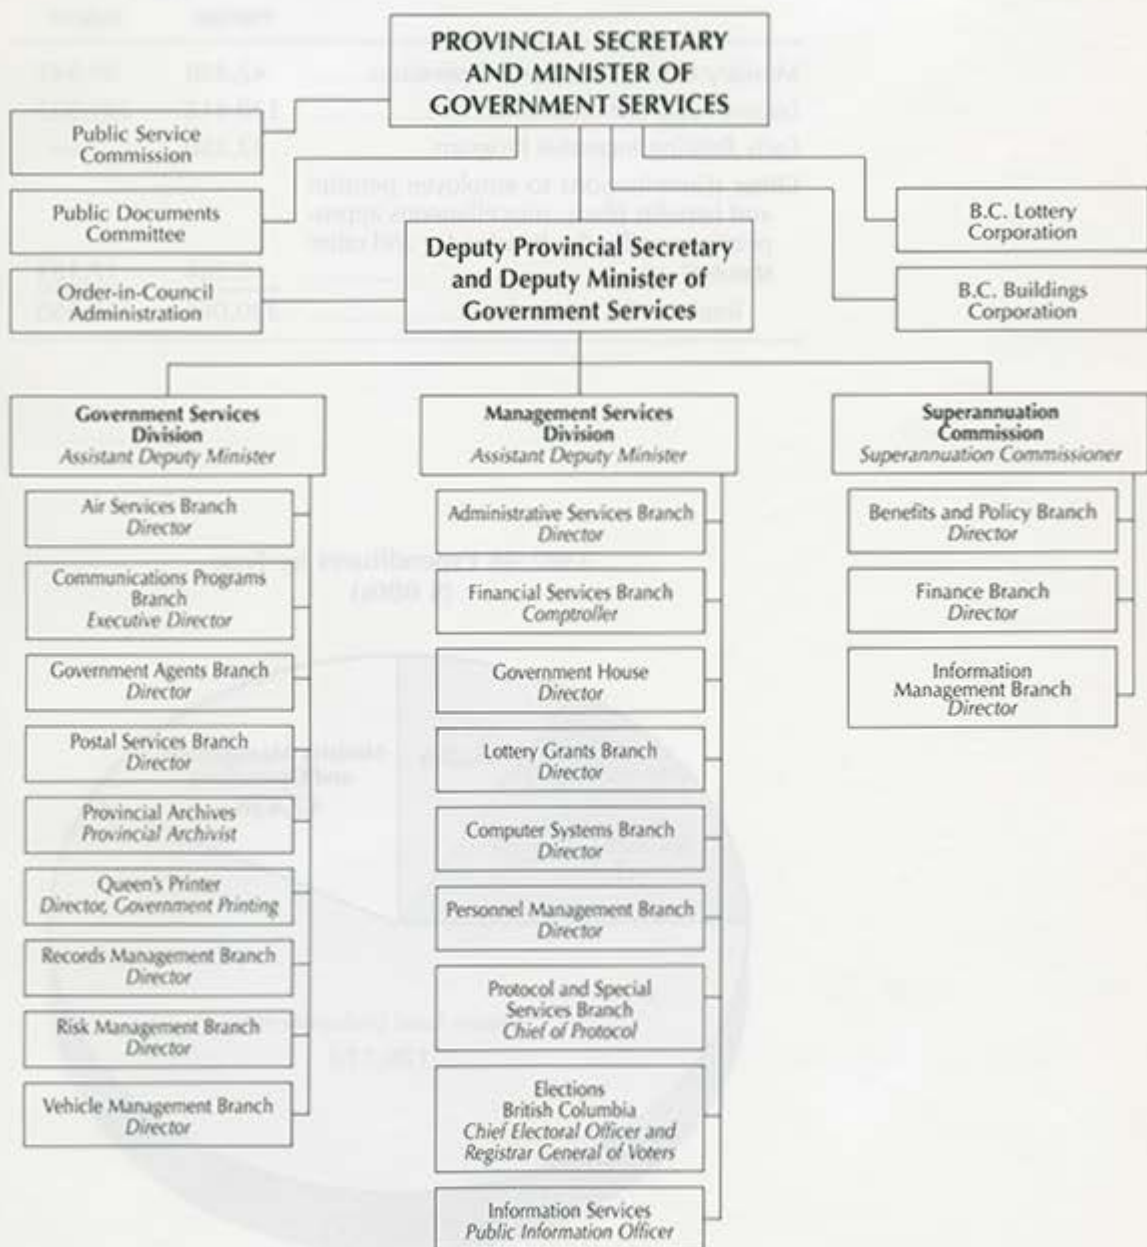 PROVINCIAL SECRETARY
AND MINISTER OF
GOVERNMENT SERVICES
Public Service
Commission
Public Documents
Committee
Order-in-Council
Administration
Deputy Provincial Secretary
and Deputy Minister of
Government Services
B.C. Lottery
Corporation
B.C. Buildings
Corporation
Government Services
Division
Assistant Deputy Minister
Air Services Branch
Director
Communications Programs
Branch
Executive Director
Government Agents Branch
Director
Postal Services Branch
Director
Provincial Archives
Provincial Archivist
Queen's Printer
Director, Government Printing
Records Management Branch
Director
Risk Management Branch
Director
Vehicle Management Branch
Director
Management Services
Division
Assistant Deputy Minister
Administrative Services Branch
Director
Financial Services Branch
Comptroller
Government House
Director
Lottery Grants Branch
Director
Computer Systems Branch
Director
Personnel Management Branch
Director
Protocol and Special
Services Branch
Chief of Protocol
Elections
British Columbia
Chief Electoral Officer and
Registrar General of Voters
Information Services
Public Information Officer
Superannuation
Commission
Superannuation Commissioner
Benefits and Policy Branch
Director
Finance Branch
Director
Information
Management Branch
Director